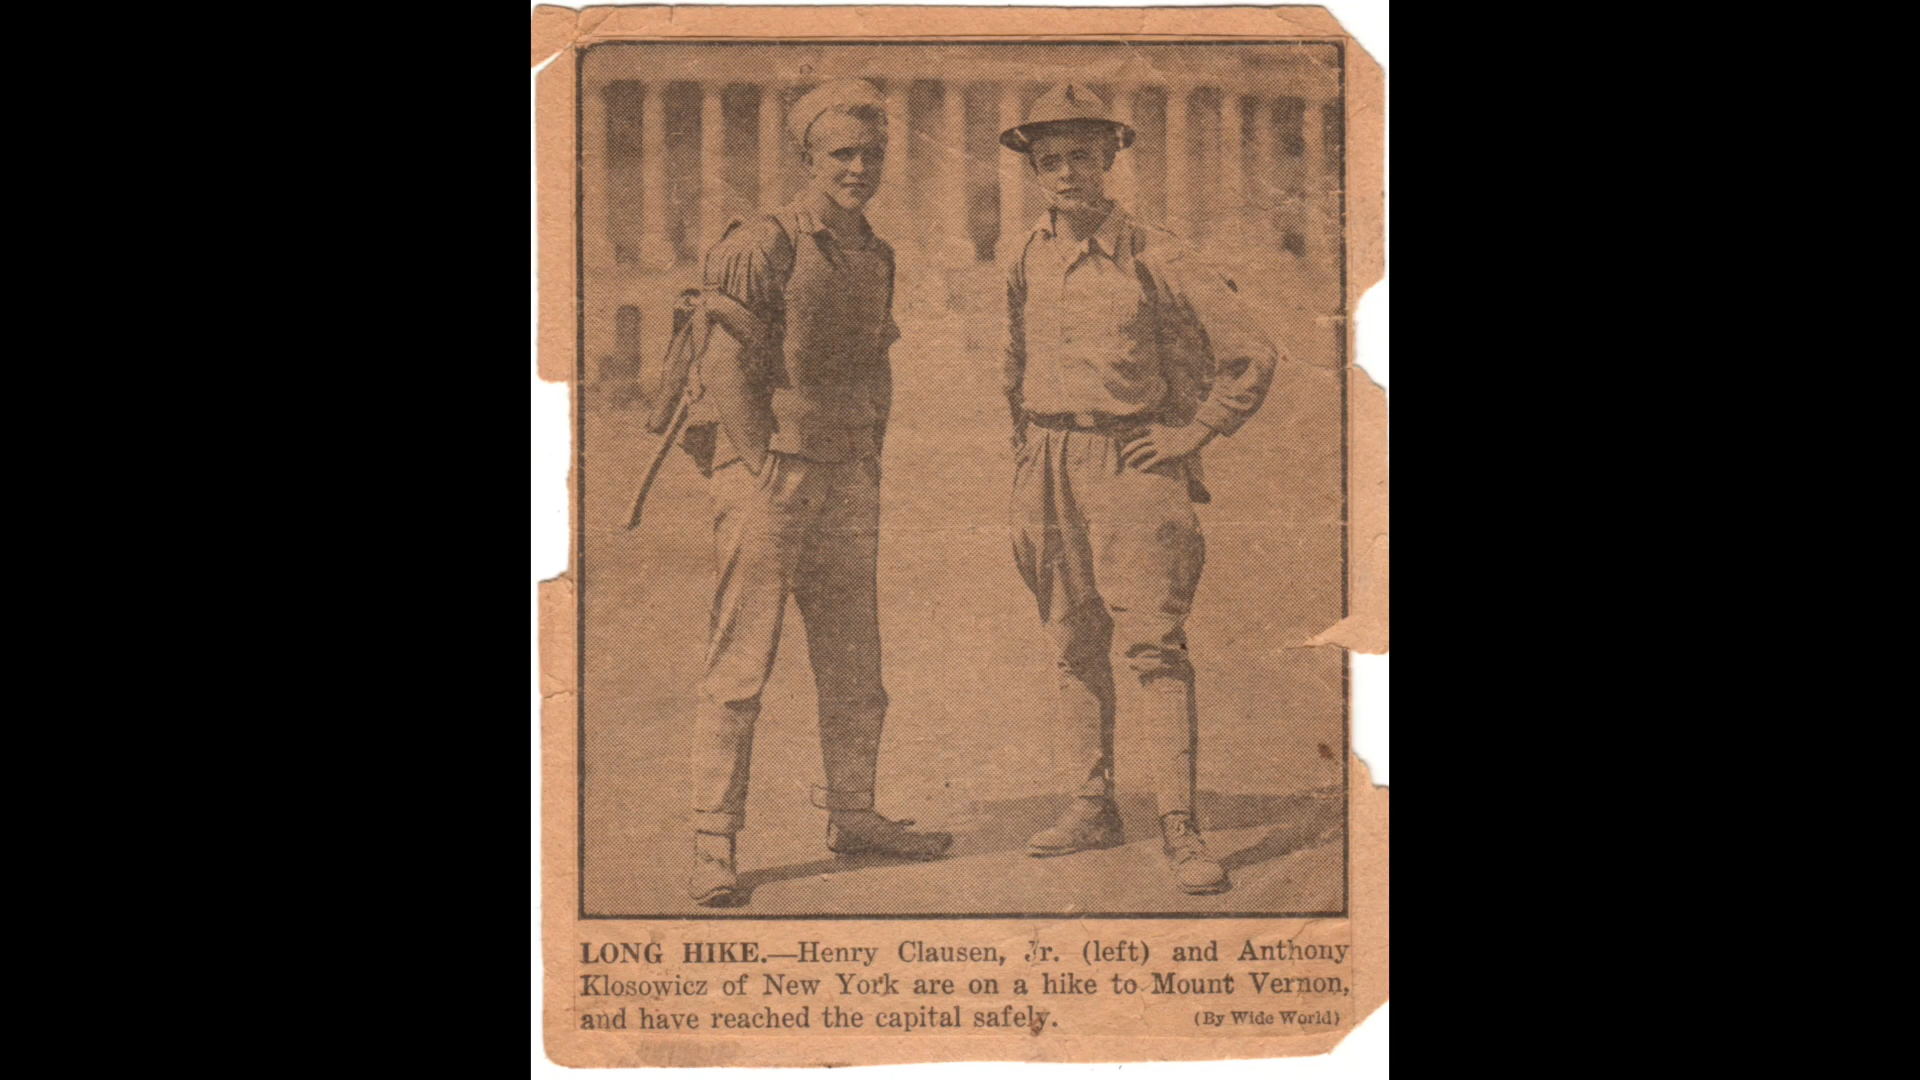 LONG HIKE.—Henry Clausen, Jr. (left) and Anthony
Klosowicz of New York are on a hike to Mount Vernon,
and have reached the capital safely. (By Wide World)